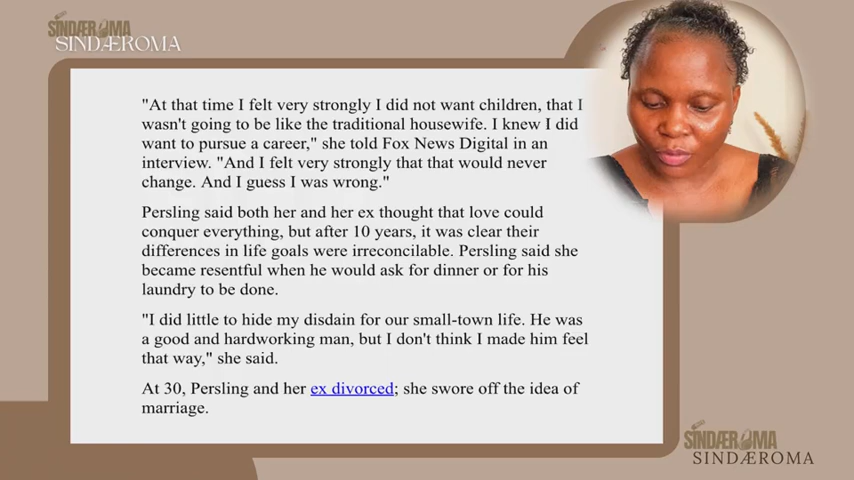 SINDÆROMA
SINDÆROMA
"At that time I felt very strongly I did not want children, that I
wasn't going to be like the traditional housewife. I knew I did
want to pursue a career," she told Fox News Digital in an
interview. "And I felt very strongly that that would never
change. And I guess I was wrong."
Persling said both her and her ex thought that love could
conquer everything, but after 10 years, it was clear their
differences in life goals were irreconcilable. Persling said she
became resentful when he would ask for dinner or for his
laundry to be done.
"I did little to hide my disdain for our small-town life. He was
a good and hardworking man, but I don't think I made him feel
that way," she said.
At 30, Persling and her ex divorced; she swore off the idea of
marriage.
SINDÆROMA
SINDÆROMA